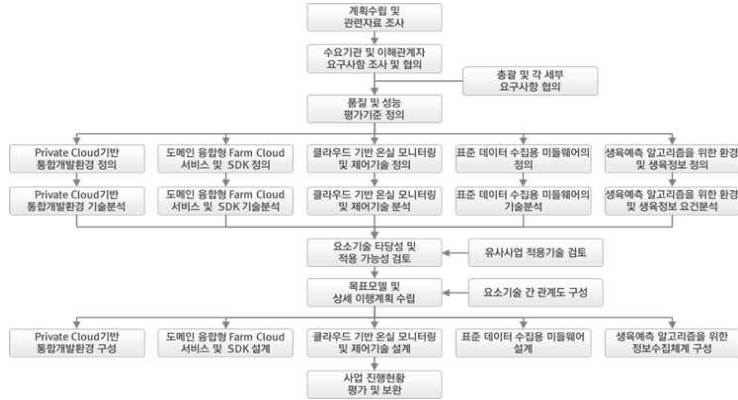 계획수립 및
관련자료 조사
수요기관 및 이해관계자
요구사항 조사 및 협의
총괄 및 각 세부
요구사항 협의
품질 및 성능
평가기준 정의
Private Cloud기반
통합개발환경 정의
도메인 융합형 Farm Cloud
서비스 및 SDK 정의
클라우드 기반 온실 모니터링
및 제어기술 정의
표준 데이터 수집용 미들웨어의
정의
생육예측 알고리즘을 위한 환경
및 생육정보 정의
Private Cloud기반
통합개발환경 기술분석
도메인 융합형 Farm Cloud
서비스 및 SDK 기술분석
클라우드 기반 온실 모니터링
및 제어기술 분석
표준 데이터 수집용 미들웨어의
기술분석
생육예측 알고리즘을 위한 환경
및 생육정보 요건분석
요소기술 타당성 및
적용 가능성 검토
유사사업 적용기술 검토
목표모델 및
상세 이행계획 수립
요소기술 간 관계도 구성
Private Cloud기반
통합개발환경 구성
도메인 융합형 Farm Cloud
서비스 및 SDK 설계
클라우드 기반 온실 모니터링
및 제어기술 설계
표준 데이터 수집용 미들웨어
설계
생육예측 알고리즘을 위한
정보수집체계 구성
사업 진행현황
평가 및 보완